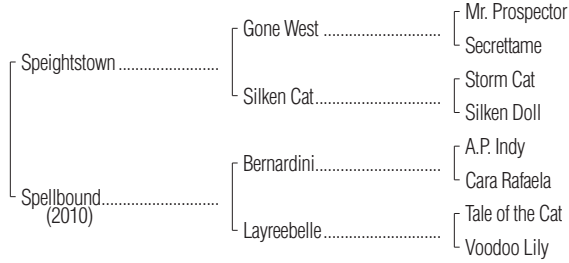 Mr. Prospector
Gone West ................................
Secrettame
Speightstown ...........................
Storm Cat
Silken Cat..................................
Silken Doll
A.P. Indy
Bernardini..................................
Cara Rafaela
Spellbound...............................
(2010)
Tale of the Cat
Layreebelle................................
Voodoo Lily